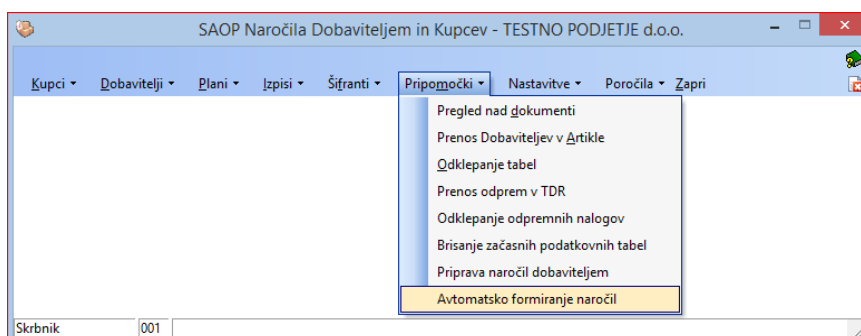 SAOP Naročila Dobaviteljem in Kupcev - TESTNO PODJETJE d.o.o.
Kupci Dobavitelji Plani Izpisi Šifranti Pripomočki Nastavitve Poročila Zapri
Pregled nad dokumenti
Prenos Dobaviteljev v Artikle
Odklepanje tabel
Prenos odprem v TDR
Odklepanje odpremnih nalogov
Brisanje začasnih podatkovnih tabel
Priprava naročil dobaviteljem
Avtomatsko formiranje naročil
Skrbnik 001